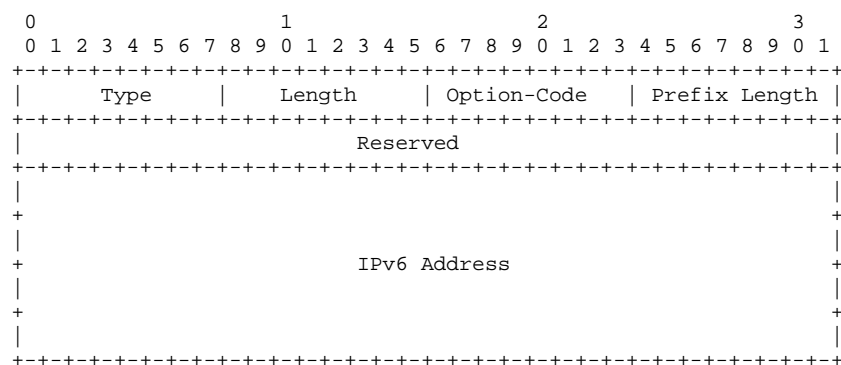 0                   1                   2                   3
0 1 2 3 4 5 6 7 8 9 0 1 2 3 4 5 6 7 8 9 0 1 2 3 4 5 6 7 8 9 0 1
+-+-+-+-+-+-+-+-+-+-+-+-+-+-+-+-+-+-+-+-+-+-+-+-+-+-+-+-+-+-+-+-+
|      Type     |    Length     |  Option-Code  | Prefix Length |
+-+-+-+-+-+-+-+-+-+-+-+-+-+-+-+-+-+-+-+-+-+-+-+-+-+-+-+-+-+-+-+-+
|                          Reserved                             |
+-+-+-+-+-+-+-+-+-+-+-+-+-+-+-+-+-+-+-+-+-+-+-+-+-+-+-+-+-+-+-+-+
|                                                               |
+                                                               +
|                                                               |
+                          IPv6 Address                         +
|                                                               |
+                                                               +
|                                                               |
+-+-+-+-+-+-+-+-+-+-+-+-+-+-+-+-+-+-+-+-+-+-+-+-+-+-+-+-+-+-+-+-+